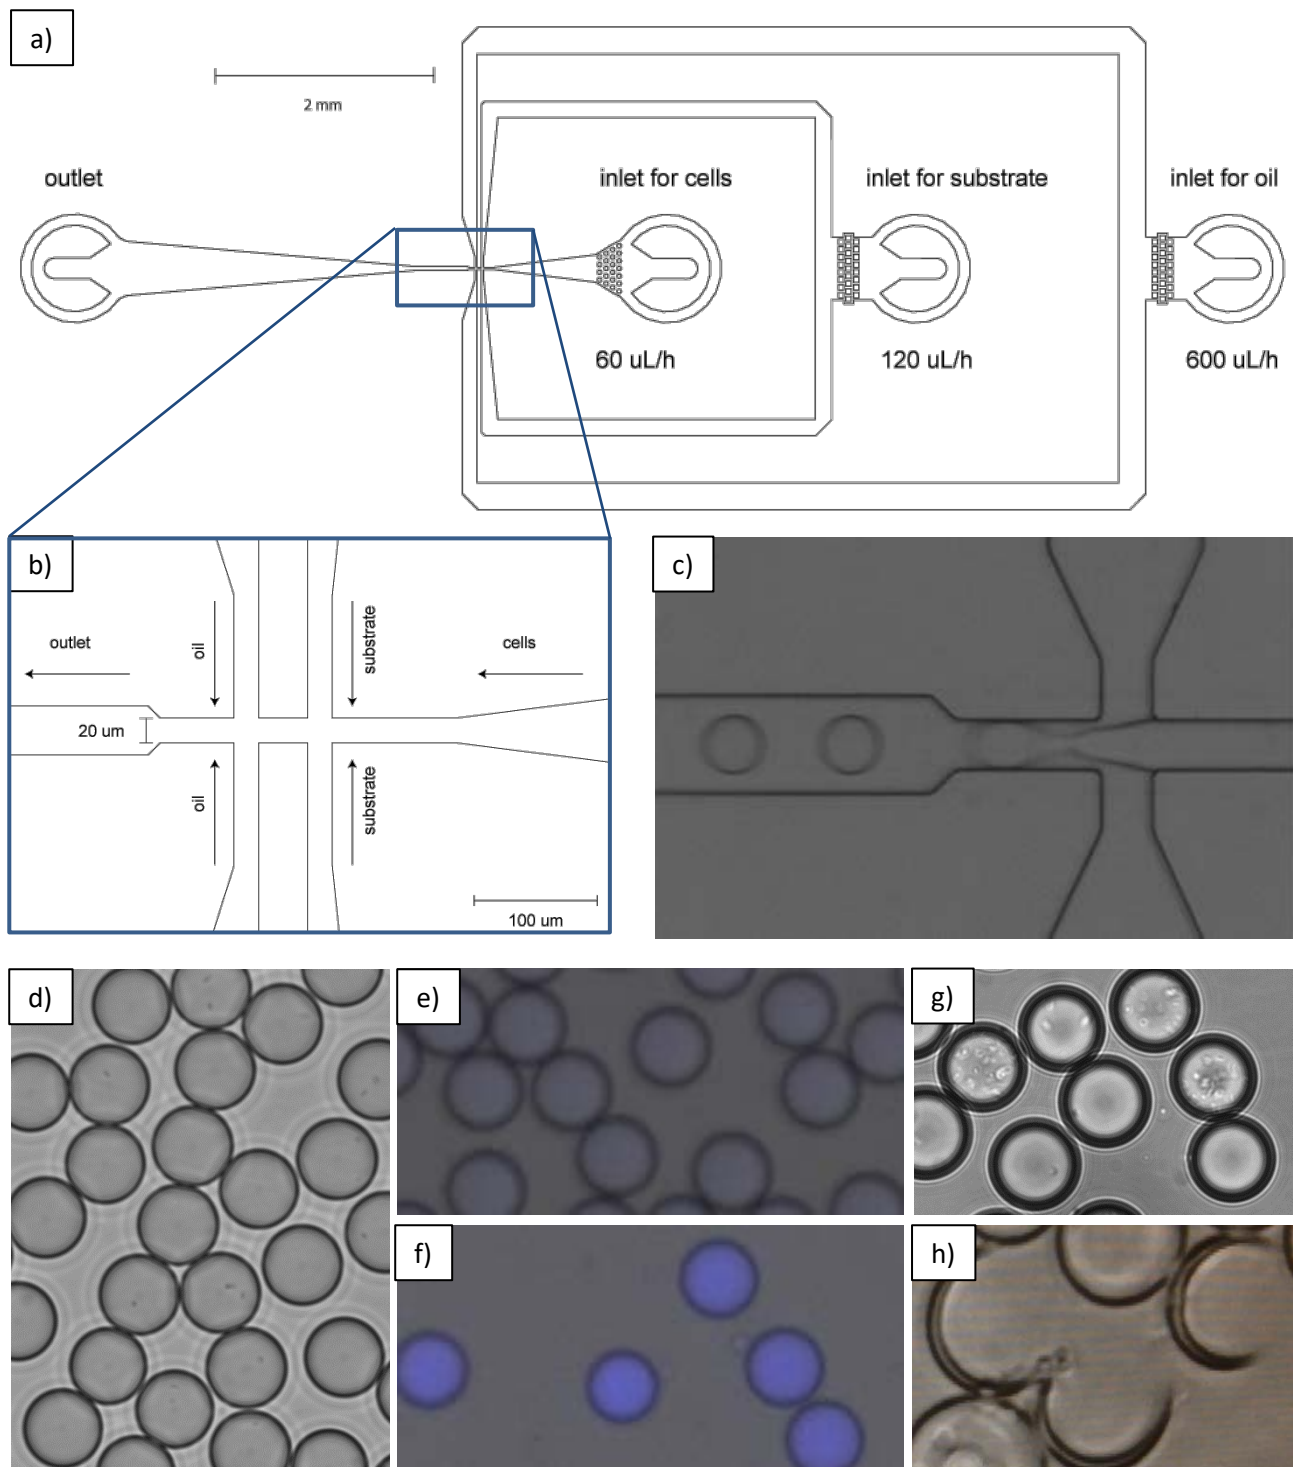 a)
2 mm
outlet
inlet for cells
inlet for substrate
inlet for oil
60 uL/h
120 uL/h
600 uL/h
b)
outlet
oil
substrate
cells
20 um
oil
substrate
100 um
c)
d)
e)
g)
f)
h)